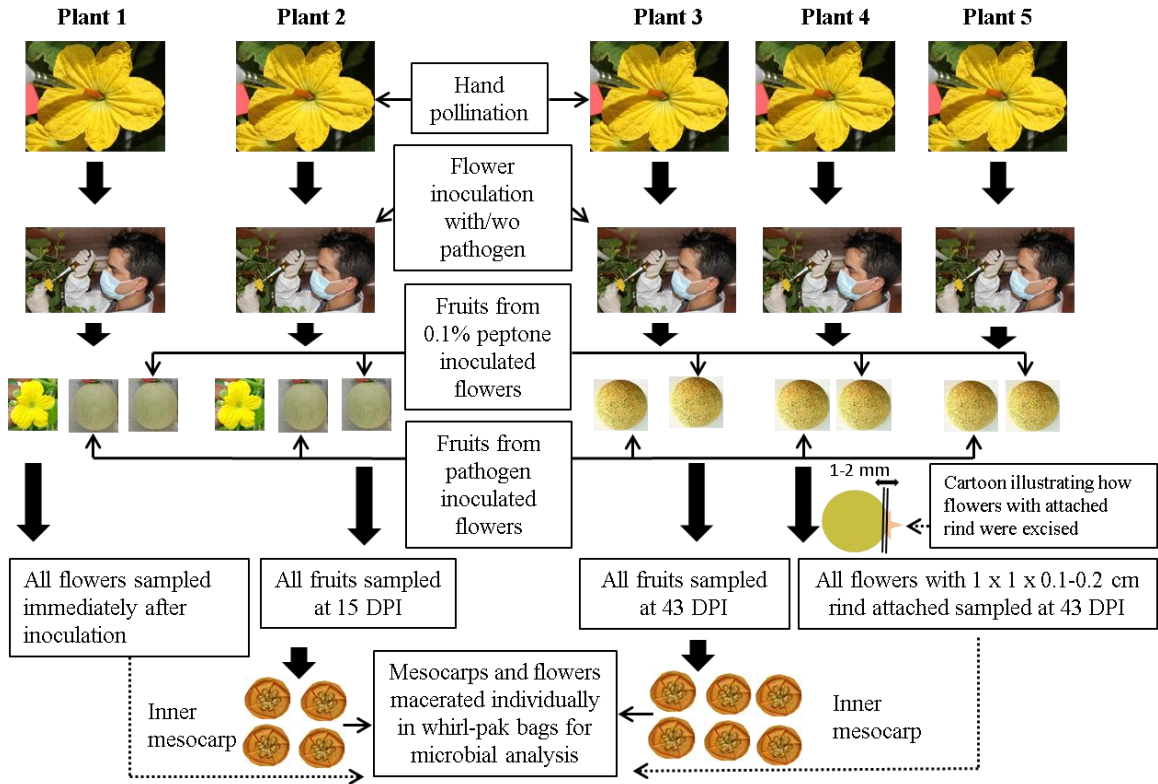 Plant 1
Plant 2
Plant 3
Plant 4
Plant 5
Hand
pollination
Flower
inoculation
with/wo
pathogen
Fruits from
0.1% peptone
inoculated
flowers
Fruits from
pathogen
inoculated
flowers
1-2 mm
Cartoon illustrating how
flowers with attached
rind were excised
All flowers sampled
immediately after
inoculation
All fruits sampled
at 15 DPI
All fruits sampled
at 43 DPI
All flowers with 1 x 1 x 0.1-0.2 cm
rind attached sampled at 43 DPI
Inner
mesocarp
Mesocarps and flowers
macerated individually
in whirl-pak bags for
microbial analysis
Inner
mesocarp